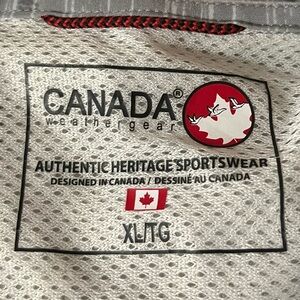 CANADA®
weathergear
AUTHENTIC HERITAGE SPORTSWEAR
DESIGNED IN CANADA / DESSINÉ AU CANADA
XL/TG